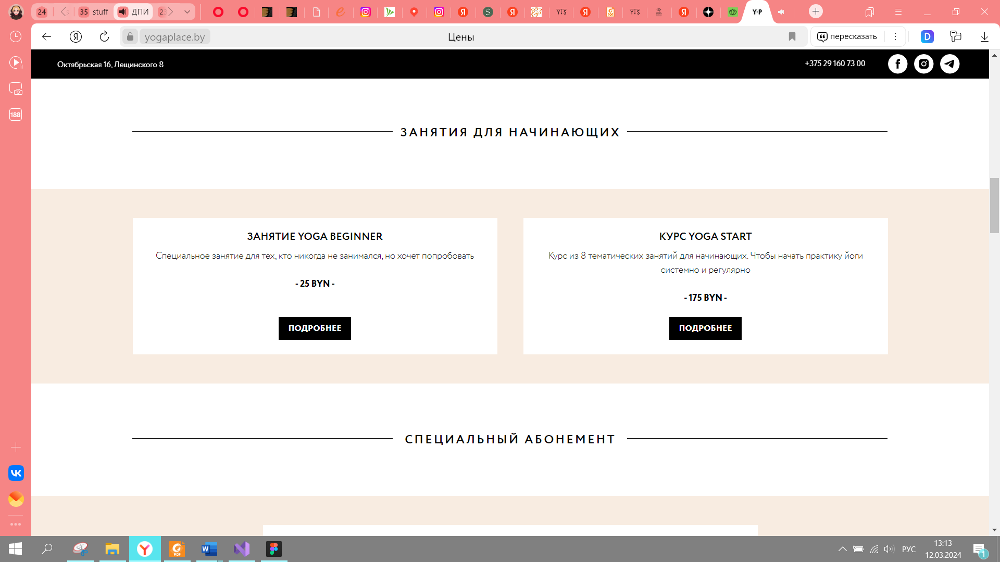 24
35 stuff
ДПИ
23
Y·P
yogaplace.by
Цены
пересказать
Октябрьская 16, Лещинского 8
+375 29 160 73 00
188
ЗАНЯТИЯ ДЛЯ НАЧИНАЮЩИХ
ЗАНЯТИЕ YOGA BEGINNER
Специальное занятие для тех, кто никогда не занимался, но хочет попробовать
- 25 BYN -
ПОДРОБНЕЕ
КУРС YOGA START
Курс из 8 тематических занятий для начинающих. Чтобы начать практику йоги
системно и регулярно
- 175 BYN -
ПОДРОБНЕЕ
СПЕЦИАЛЬНЫЙ АБОНЕМЕНТ
РУС
13:13
12.03.2024
1